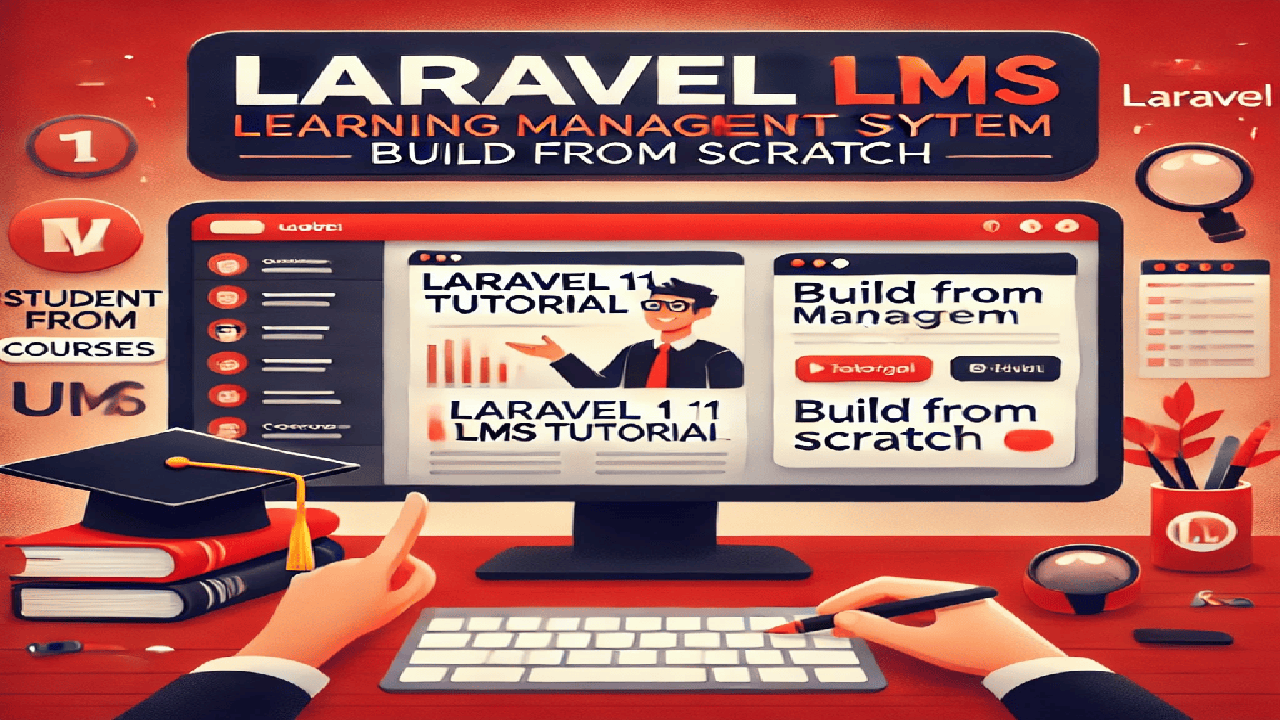 LARAVEL LMS
LEARNING MANAGIENT SYTEM
BUILD FROM SCRATCH
Laravel
1
STUDENT
FROM
COURSES
UMS
LARAVEL 11
TUTORIAL
LARAVEL 1 11
LMS TUTORIAL
Build from
Managem
Build from
scratch